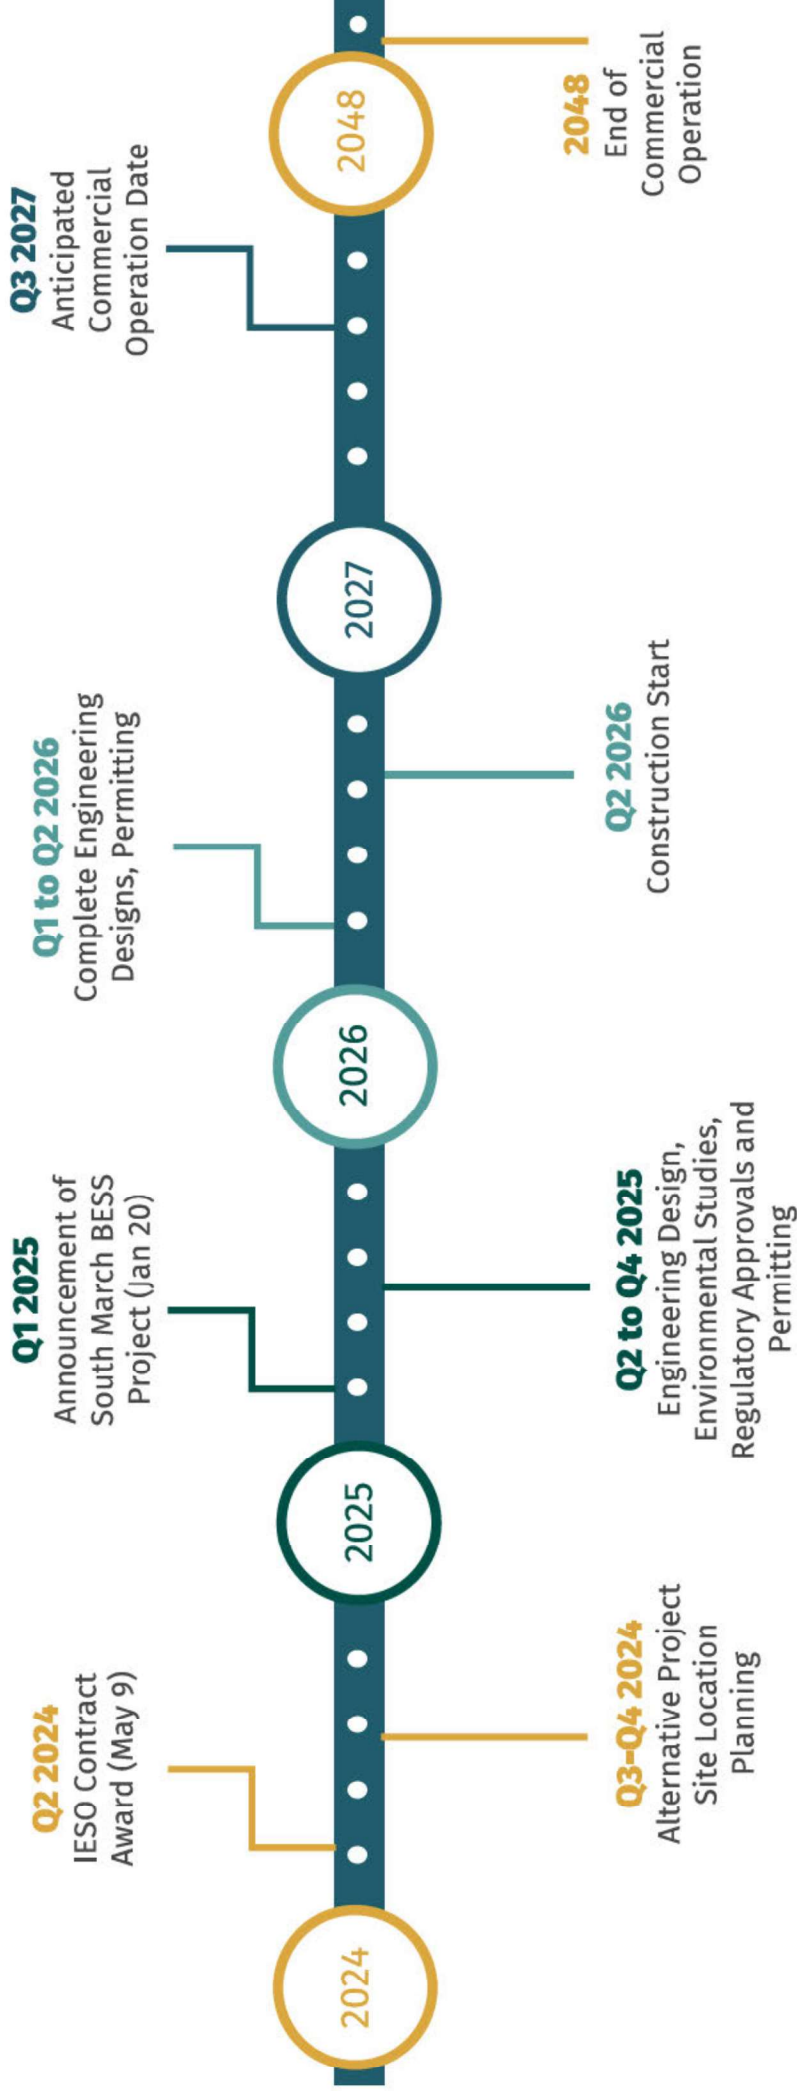 Q2 2024
IESO Contract
Award (May 9)
Q1 2025
Announcement of
South March BESS
Project (Jan 20)
Q1 to Q2 2026
Complete Engineering
Designs, Permitting
Q3 2027
Anticipated
Commercial
Operation Date
2024
2025
2026
2027
2048
Q3-Q4 2024
Alternative Project
Site Location
Planning
Q2 to Q4 2025
Engineering Design,
Environmental Studies,
Regulatory Approvals and
Permitting
Q2 2026
Construction Start
2048
End of
Commercial
Operation